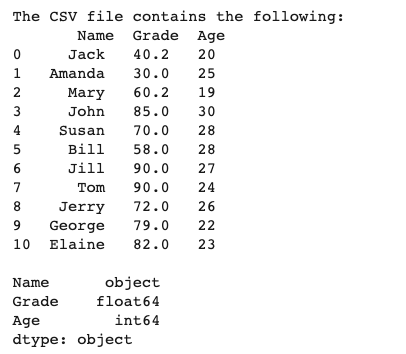 The CSV file contains the following:
Name Grade Age
0 Jack 40.2 20
1 Amanda 30.0 25
2 Mary 60.2 19
3 John 85.0 30
4 Susan 70.0 28
5 Bill 58.0 28
6 Jill 90.0 27
7 Tom 90.0 24
8 Jerry 72.0 26
9 George 79.0 22
10 Elaine 82.0 23
Name object
Grade float64
Age int64
dtype: object